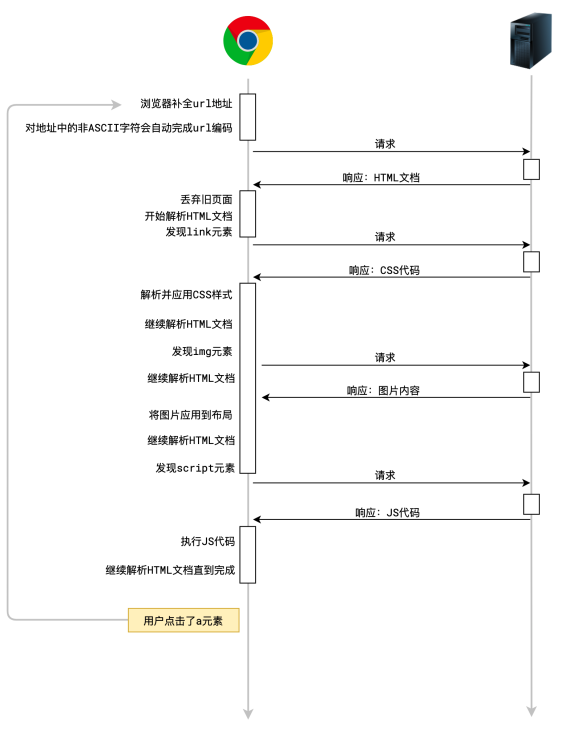 浏览器补全url地址
对地址中的非ASCII字符会自动完成url编码
请求
响应：HTML文档
丢弃旧页面
开始解析HTML文档
发现link元素
请求
响应：CSS代码
解析并应用CSS样式
继续解析HTML文档
发现img元素
请求
继续解析HTML文档
响应：图片内容
将图片应用到布局
继续解析HTML文档
发现script元素
请求
响应：JS代码
执行JS代码
继续解析HTML文档直到完成
用户点击了a元素